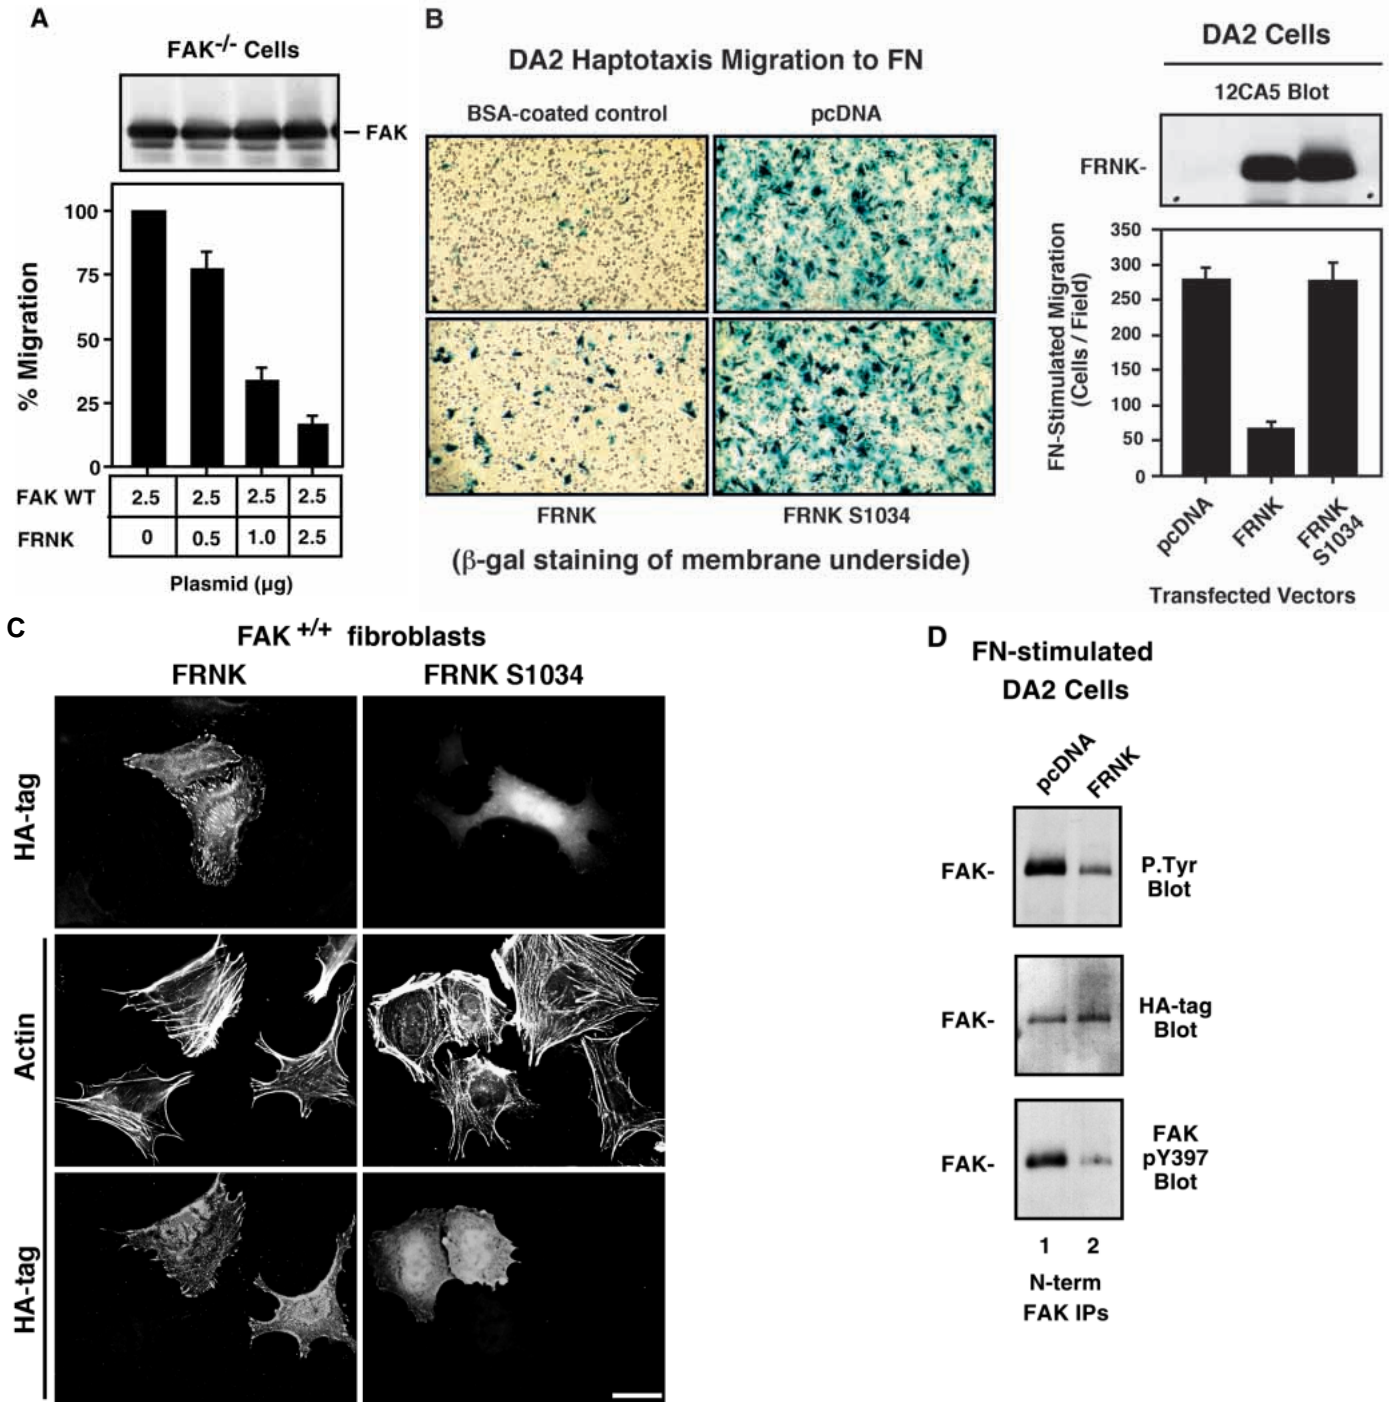 A
FAK-/- Cells
FAK
100
75
50
25
0
% Migration
FAK WT 2.5 2.5 2.5 2.5
FRNK 0 0.5 1.0 2.5
Plasmid (μg)
B
DA2 Haptotaxis Migration to FN
BSA-coated control pcDNA
FRNK FRNK S1034
(β-gal staining of membrane underside)
DA2 Cells
12CA5 Blot
FRNK-
350
300
250
200
150
100
50
0
FN-Stimulated Migration
(Cells / Field)
pcDNA
FRNK
FRNK
S1034
Transfected Vectors
C
FAK +/+ fibroblasts
FRNK FRNK S1034
HA-tag
Actin
HA-tag
D
FN-stimulated
DA2 Cells
pcDNA
FRNK
FAK-
P.Tyr
Blot
FAK-
HA-tag
Blot
FAK-
FAK
pY397
Blot
1 2
N-term
FAK IPs